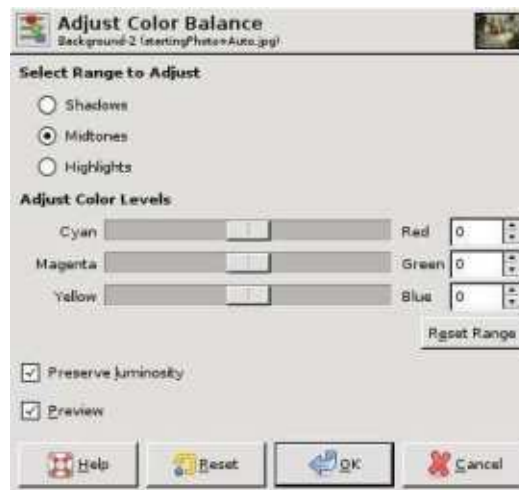 Adjust Color Balance
Background-2 (startingPhoto+Auto.jpg)
Select Range to Adjust
Shadows
Midtones
Highlights
Adjust Color Levels
Cyan Red 0
Magenta Green 0
Yellow Blue 0
Reset Range
Preserve luminosity
Preview
Help Reset OK Cancel